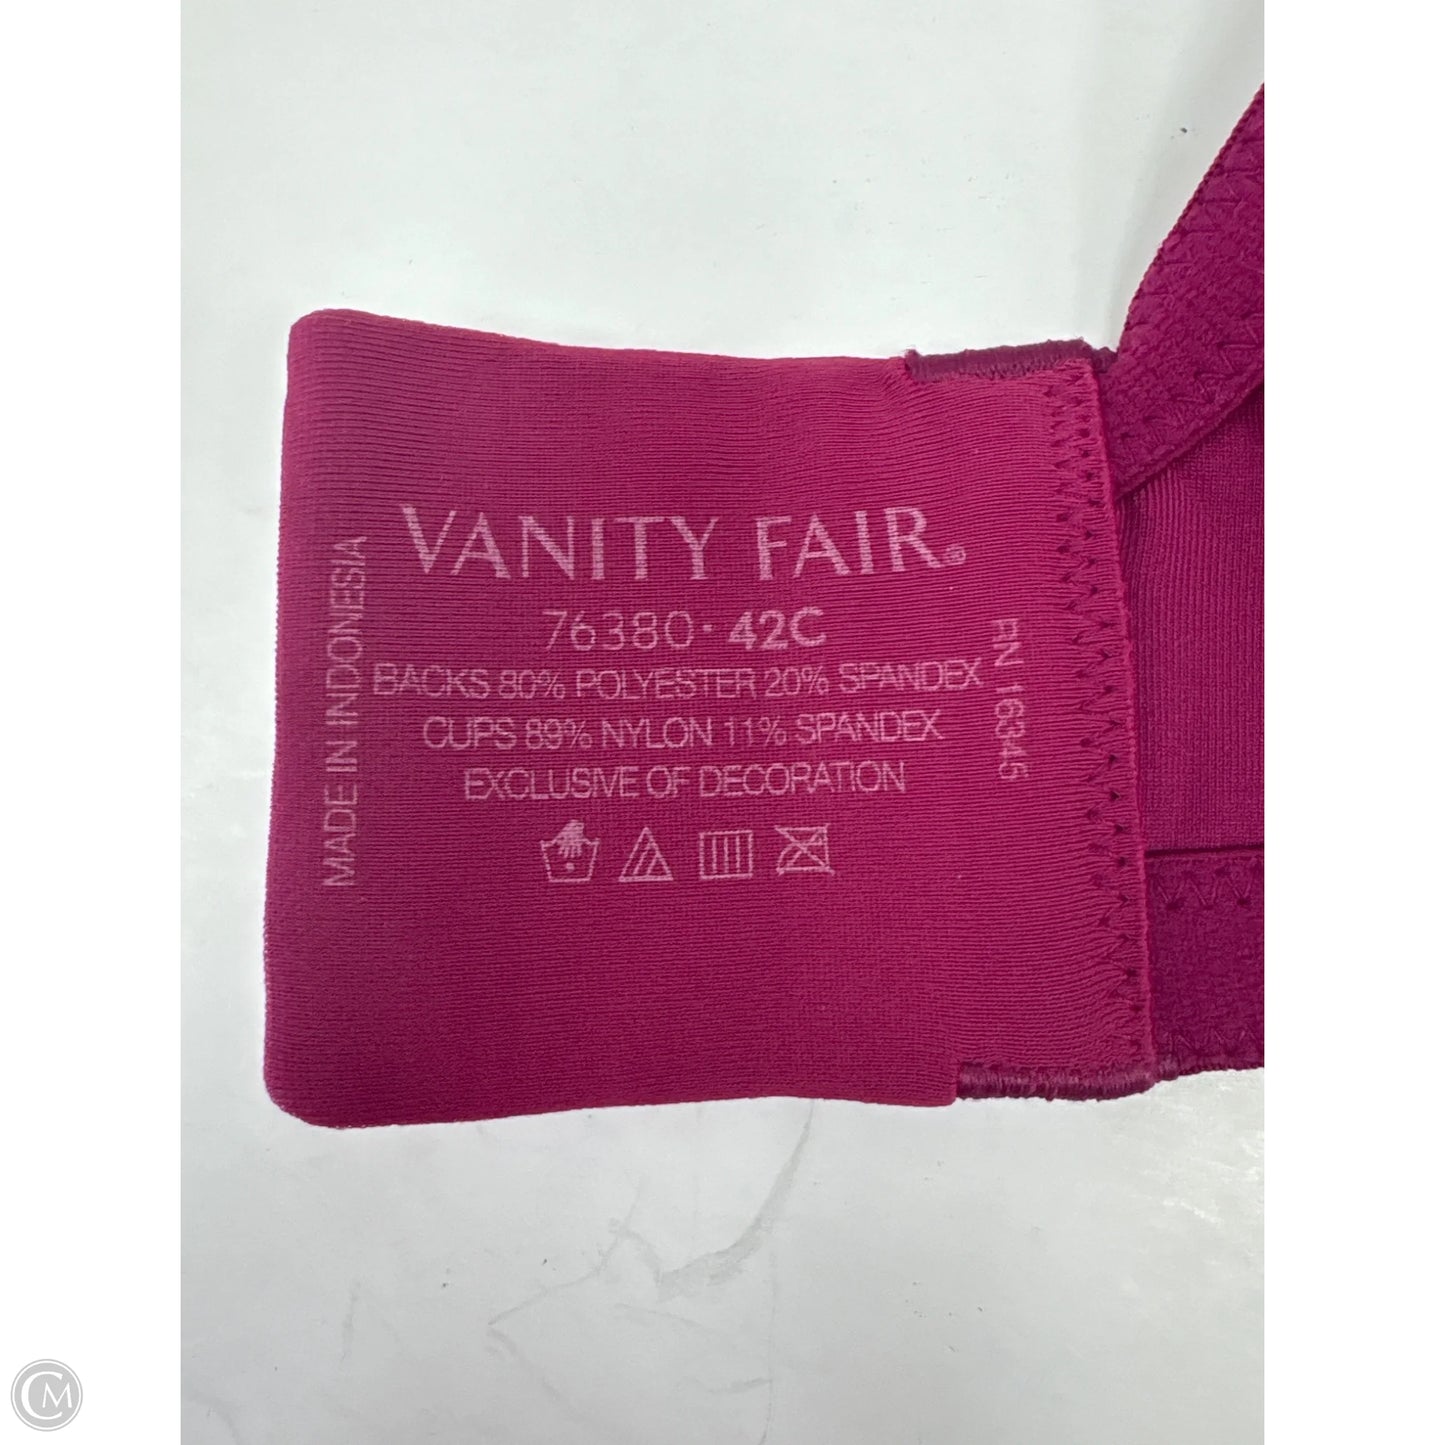 VANITY FAIR®
76380 · 42C
BACKS 80% POLYESTER 20% SPANDEX
CUPS 89% NYLON 11% SPANDEX
EXCLUSIVE OF DECORATION
MADE IN INDONESIA
RN 16345
CM